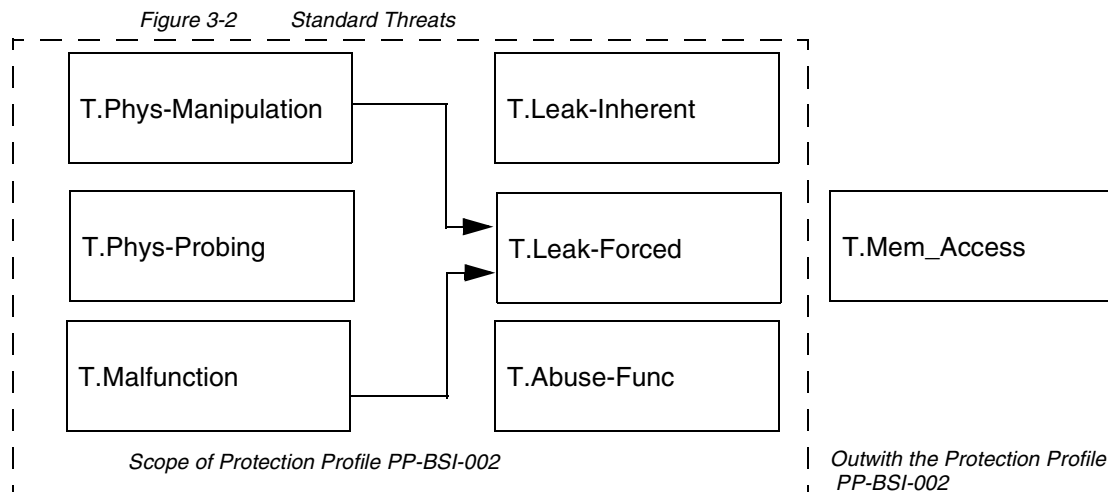 Figure 3-2 Standard Threats
T.Phys-Manipulation
T.Leak-Inherent
T.Phys-Probing
T.Leak-Forced
T.Mem_Access
T.Malfunction
T.Abuse-Func
Scope of Protection Profile PP-BSI-002
Outwith the Protection Profile
PP-BSI-002